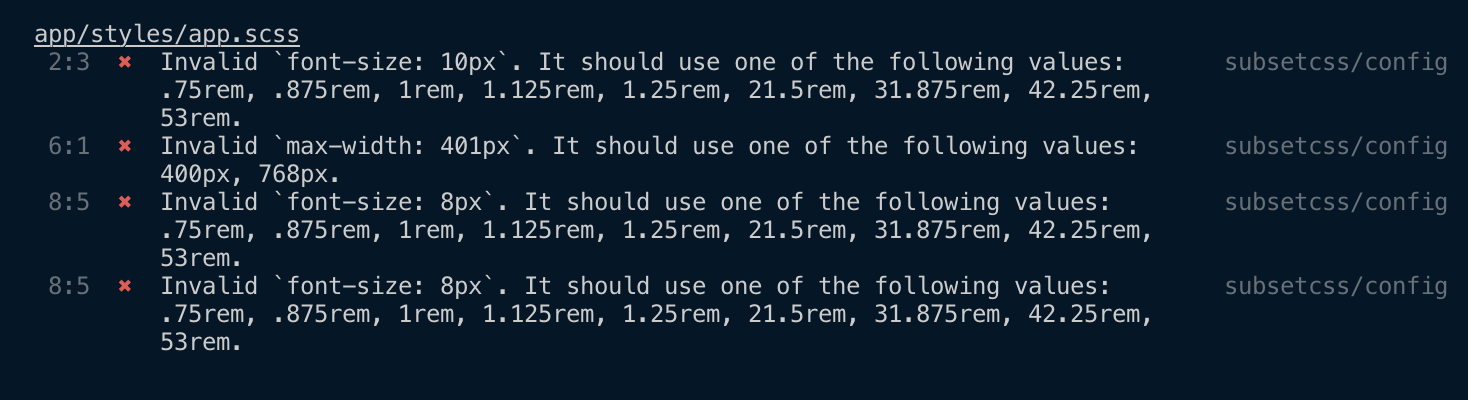 app/styles/app.scss
2:3 ✖ Invalid `font-size: 10px`. It should use one of the following values: subsetcss/config
.75rem, .875rem, 1rem, 1.125rem, 1.25rem, 21.5rem, 31.875rem, 42.25rem,
53rem.
6:1 ✖ Invalid `max-width: 401px`. It should use one of the following values: subsetcss/config
400px, 768px.
8:5 ✖ Invalid `font-size: 8px`. It should use one of the following values: subsetcss/config
.75rem, .875rem, 1rem, 1.125rem, 1.25rem, 21.5rem, 31.875rem, 42.25rem,
53rem.
8:5 ✖ Invalid `font-size: 8px`. It should use one of the following values: subsetcss/config
.75rem, .875rem, 1rem, 1.125rem, 1.25rem, 21.5rem, 31.875rem, 42.25rem,
53rem.